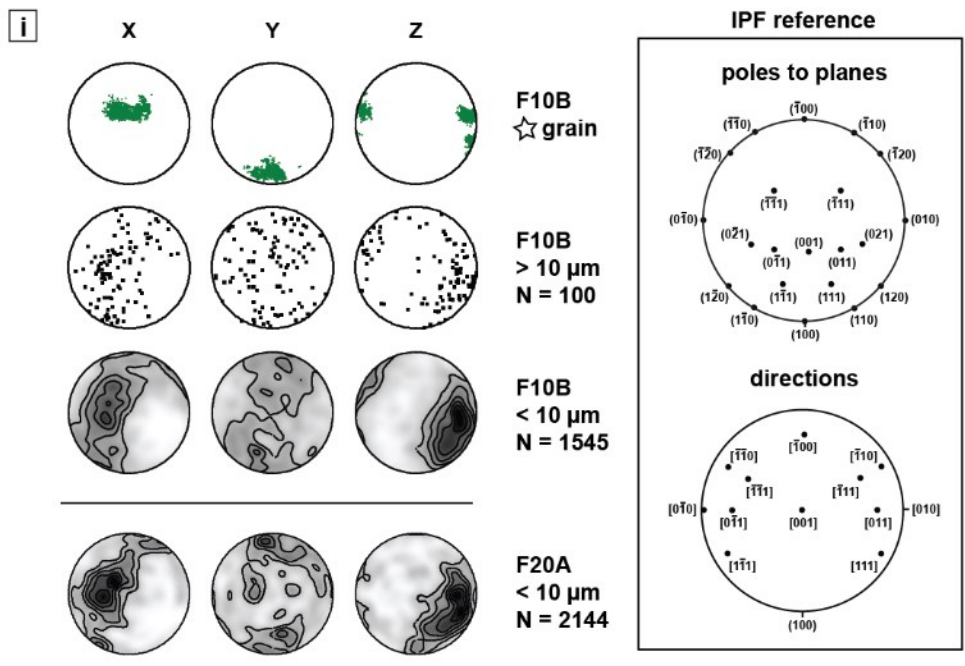 i
X Y Z
F10B
☆ grain
F10B
> 10 µm
N = 100
F10B
< 10 µm
N = 1545
F20A
< 10 µm
N = 2144
IPF reference
poles to planes
(1̅00)
(1̅1̅0) (1̅10)
(1̅2̅0) (1̅20)
(1̅1̅1) (1̅11)
(01̅0) (010)
(02̅1) (021)
(001)
(01̅1) (011)
(12̅0) (11̅1) (111) (120)
(11̅0) (110)
(100)
directions
[1̅00]
[1̅1̅0] [1̅10]
[1̅1̅1] [1̅11]
[01̅0] [010]
[01̅1] [001] [011]
[11̅1] [111]
(100)